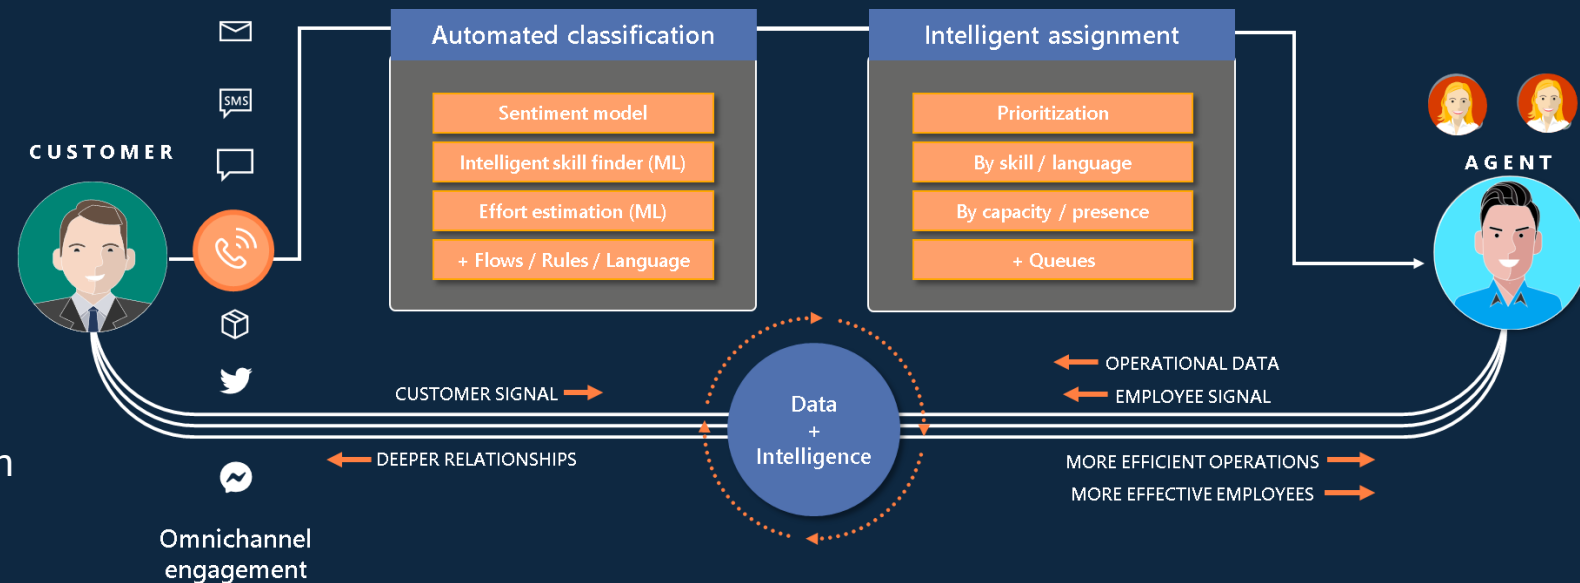 SMS
CUSTOMER
Automated classification
Sentiment model
Intelligent skill finder (ML)
Effort estimation (ML)
+ Flows / Rules / Language
Intelligent assignment
Prioritization
By skill / language
By capacity / presence
+ Queues
AGENT
CUSTOMER SIGNAL
DEEPER RELATIONSHIPS
Data
+
Intelligence
OPERATIONAL DATA
EMPLOYEE SIGNAL
MORE EFFICIENT OPERATIONS
MORE EFFECTIVE EMPLOYEES
n
Omnichannel
engagement